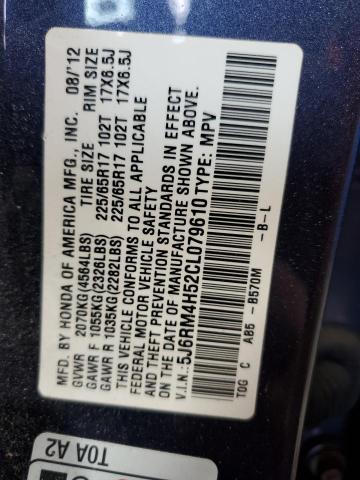 MFD. BY HONDA OF AMERICA MFG., INC. 08/'12
GVWR 2070KG(4564LBS) TIRE SIZE RIM SIZE
GAWR F 1055KG(2326LBS) 225/65R17 102T 17X6.5J
GAWR R 1035KG(2282LBS) 225/65R17 102T 17X6.5J
THIS VEHICLE CONFORMS TO ALL APPLICABLE
FEDERAL MOTOR VEHICLE SAFETY
AND THEFT PREVENTION STANDARDS IN EFFECT
ON THE DATE OF MANUFACTURE SHOWN ABOVE.
V.I.N.: 5J6RM4H52CL079610 TYPE: MPV
TOG C AB5 - B570M -B-L
T0A A2